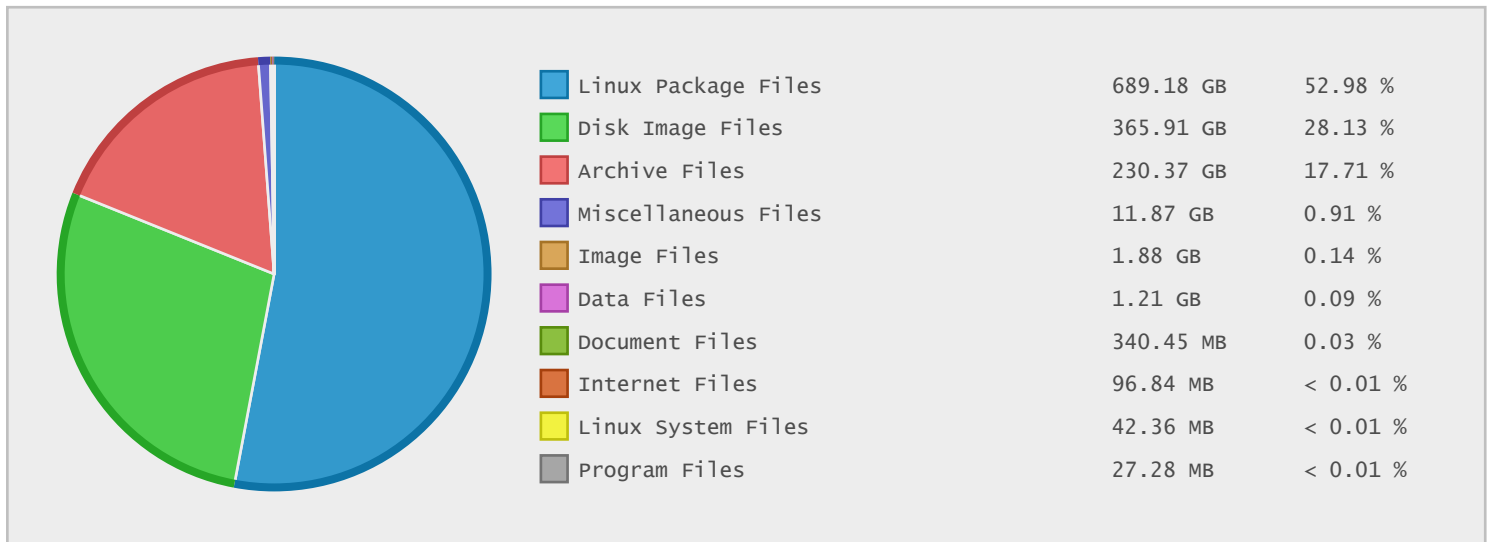 Linux Package Files 689.18 GB 52.98 %
Disk Image Files 365.91 GB 28.13 %
Archive Files 230.37 GB 17.71 %
Miscellaneous Files 11.87 GB 0.91 %
Image Files 1.88 GB 0.14 %
Data Files 1.21 GB 0.09 %
Document Files 340.45 MB 0.03 %
Internet Files 96.84 MB < 0.01 %
Linux System Files 42.36 MB < 0.01 %
Program Files 27.28 MB < 0.01 %